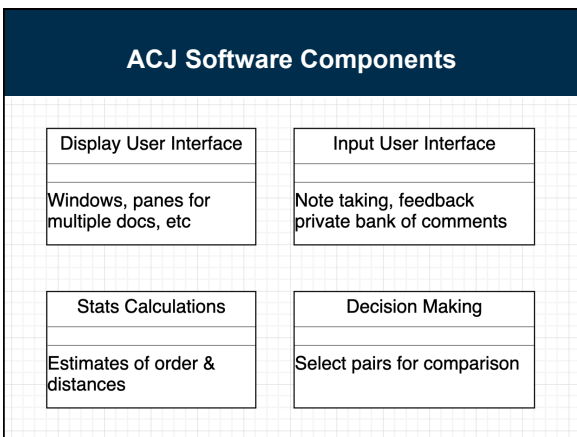 ACJ Software Components
Display User Interface
Windows, panes for
multiple docs, etc
Input User Interface
Note taking, feedback
private bank of comments
Stats Calculations
Estimates of order &
distances
Decision Making
Select pairs for comparison